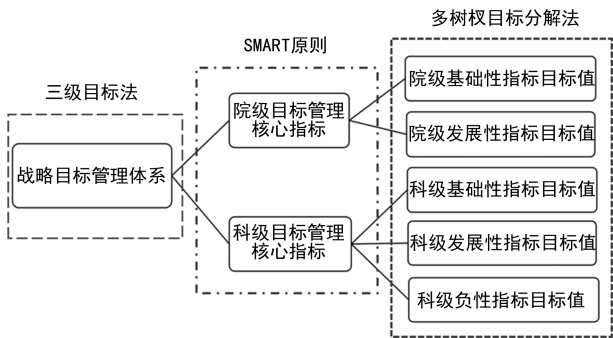 多树杈目标分解法
SMART原则
三级目标法
战略目标管理体系
院级目标管理
核心指标
科级目标管理
核心指标
院级基础性指标目标值
院级发展性指标目标值
科级基础性指标目标值
科级发展性指标目标值
科级负性指标目标值